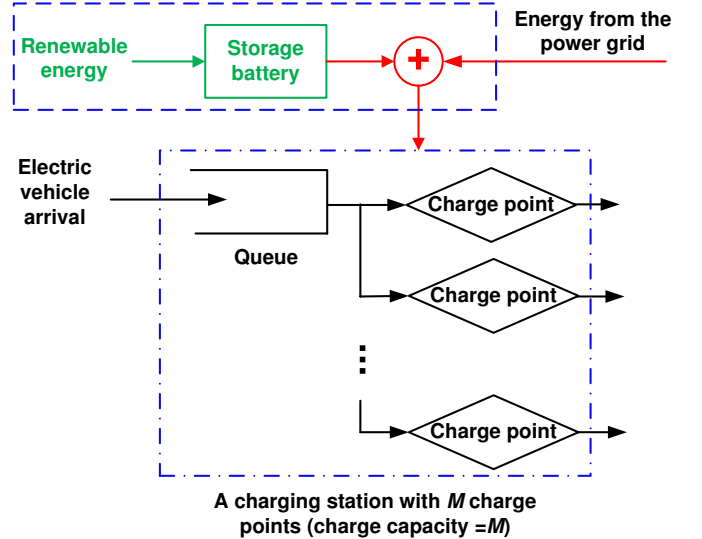 Renewable
energy
Storage
battery
+
Energy from the
power grid
Electric
vehicle
arrival
Queue
Charge point
Charge point
Charge point
A charging station with M charge
points (charge capacity =M)